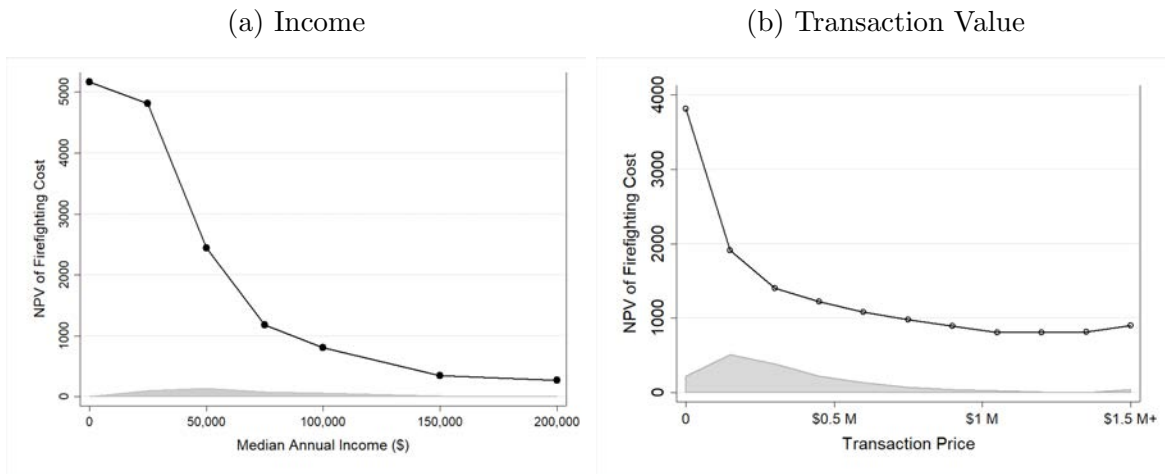 (a) Income
NPV of Firefighting Cost
5000
4000
3000
2000
1000
0
0 50,000 100,000 150,000 200,000
Median Annual Income ($)
(b) Transaction Value
NPV of Firefighting Cost
4000
3000
2000
1000
0
0 $0.5 M $1 M $1.5 M+
Transaction Price